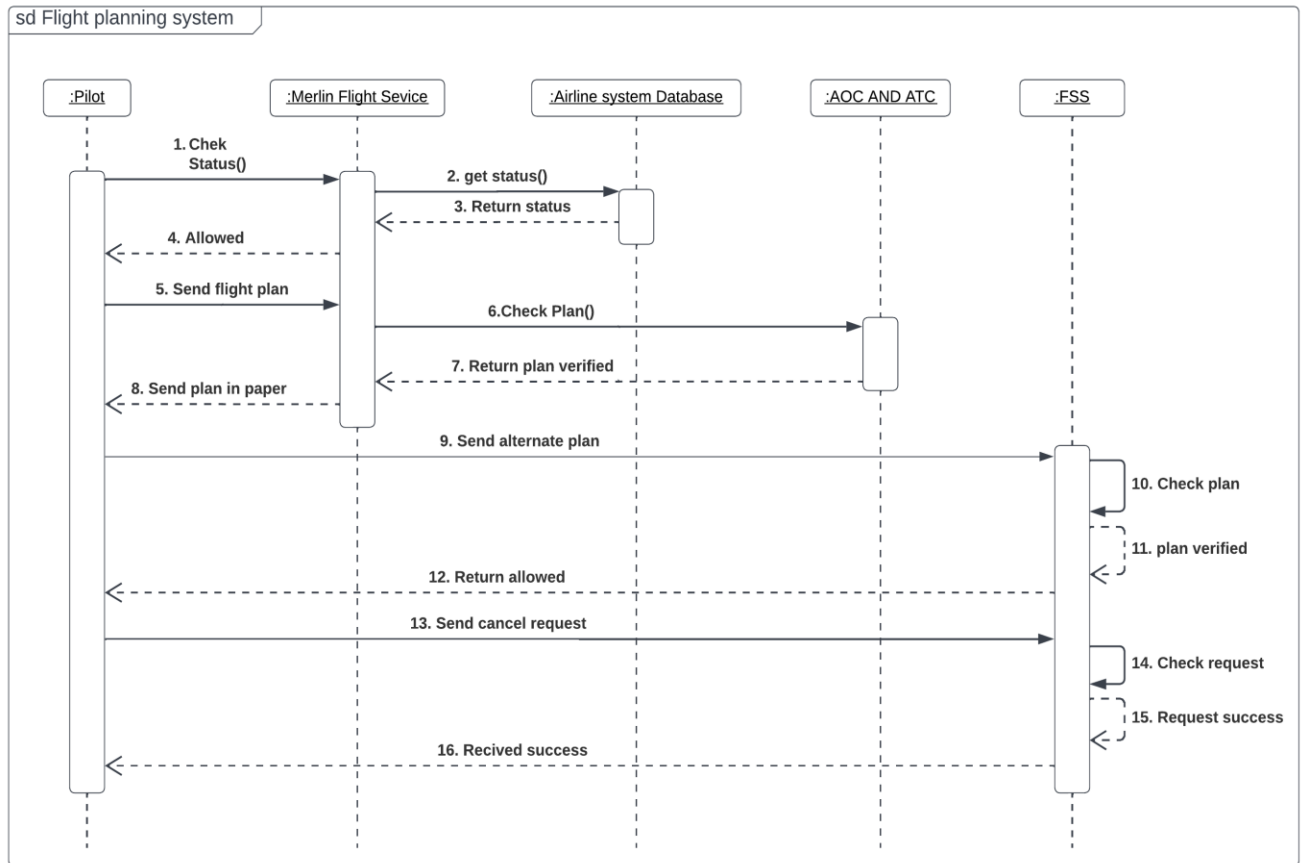 sd Flight planning system
:Pilot
:Merlin Flight Sevice
:Airline system Database
:AOC AND ATC
:FSS
1. Chek
Status()
2. get status()
3. Return status
4. Allowed
5. Send flight plan
6.Check Plan()
7. Return plan verified
8. Send plan in paper
9. Send alternate plan
10. Check plan
11. plan verified
12. Return allowed
13. Send cancel request
14. Check request
15. Request success
16. Recived success